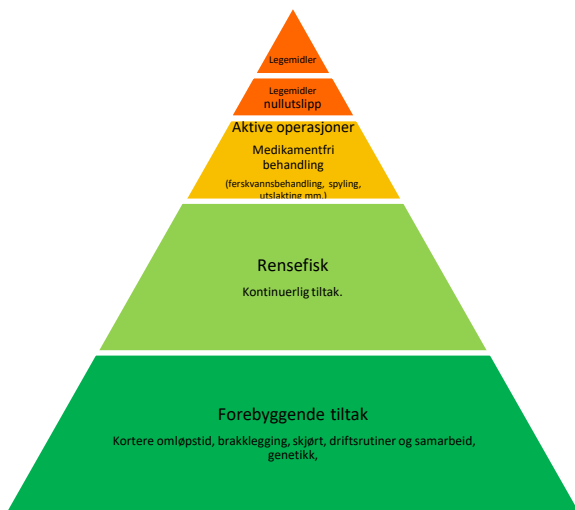 Legemidler
Legemidler
nullutslipp
Aktive operasjoner
Medikamentfri
behandling
(ferskvannsbehandling, spyling,
utslakting mm.)
Rensefisk
Kontinuerlig tiltak.
Forebyggende tiltak
Kortere omløpstid, brakklegging, skjørt, driftsrutiner og samarbeid,
genetikk,